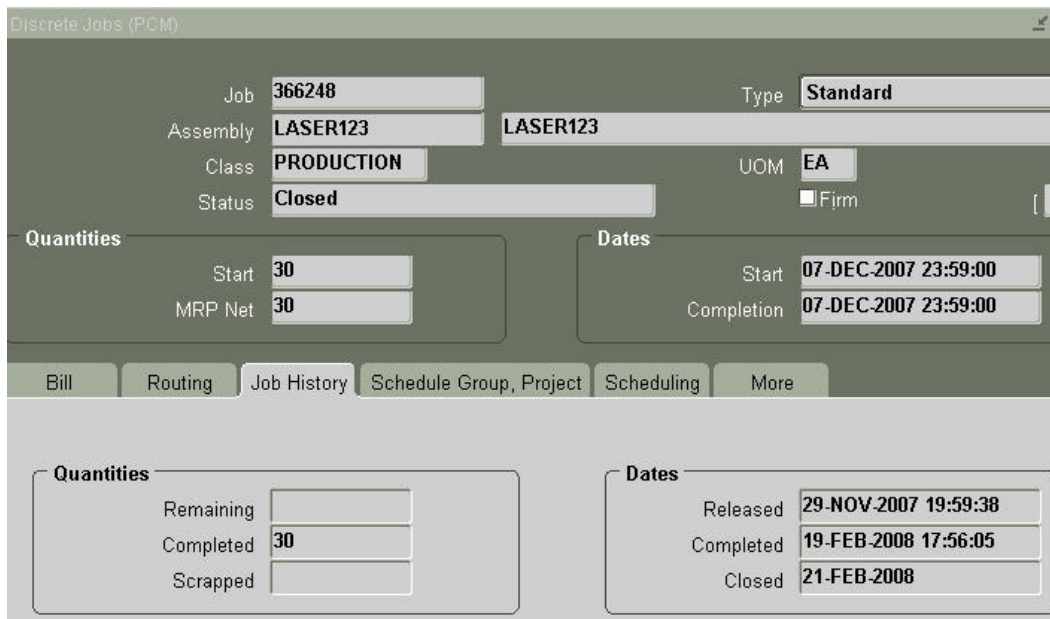 Discrete Jobs (PCM)
Job 366248 Type Standard
Assembly LASER123 LASER123
Class PRODUCTION UOM EA
Status Closed Firm [
Quantities Dates
Start 30 Start 07-DEC-2007 23:59:00
MRP Net 30 Completion 07-DEC-2007 23:59:00
Bill Routing Job History Schedule Group, Project Scheduling More
Quantities Dates
Remaining Released 29-NOV-2007 19:59:38
Completed 30 Completed 19-FEB-2008 17:56:05
Scrapped Closed 21-FEB-2008